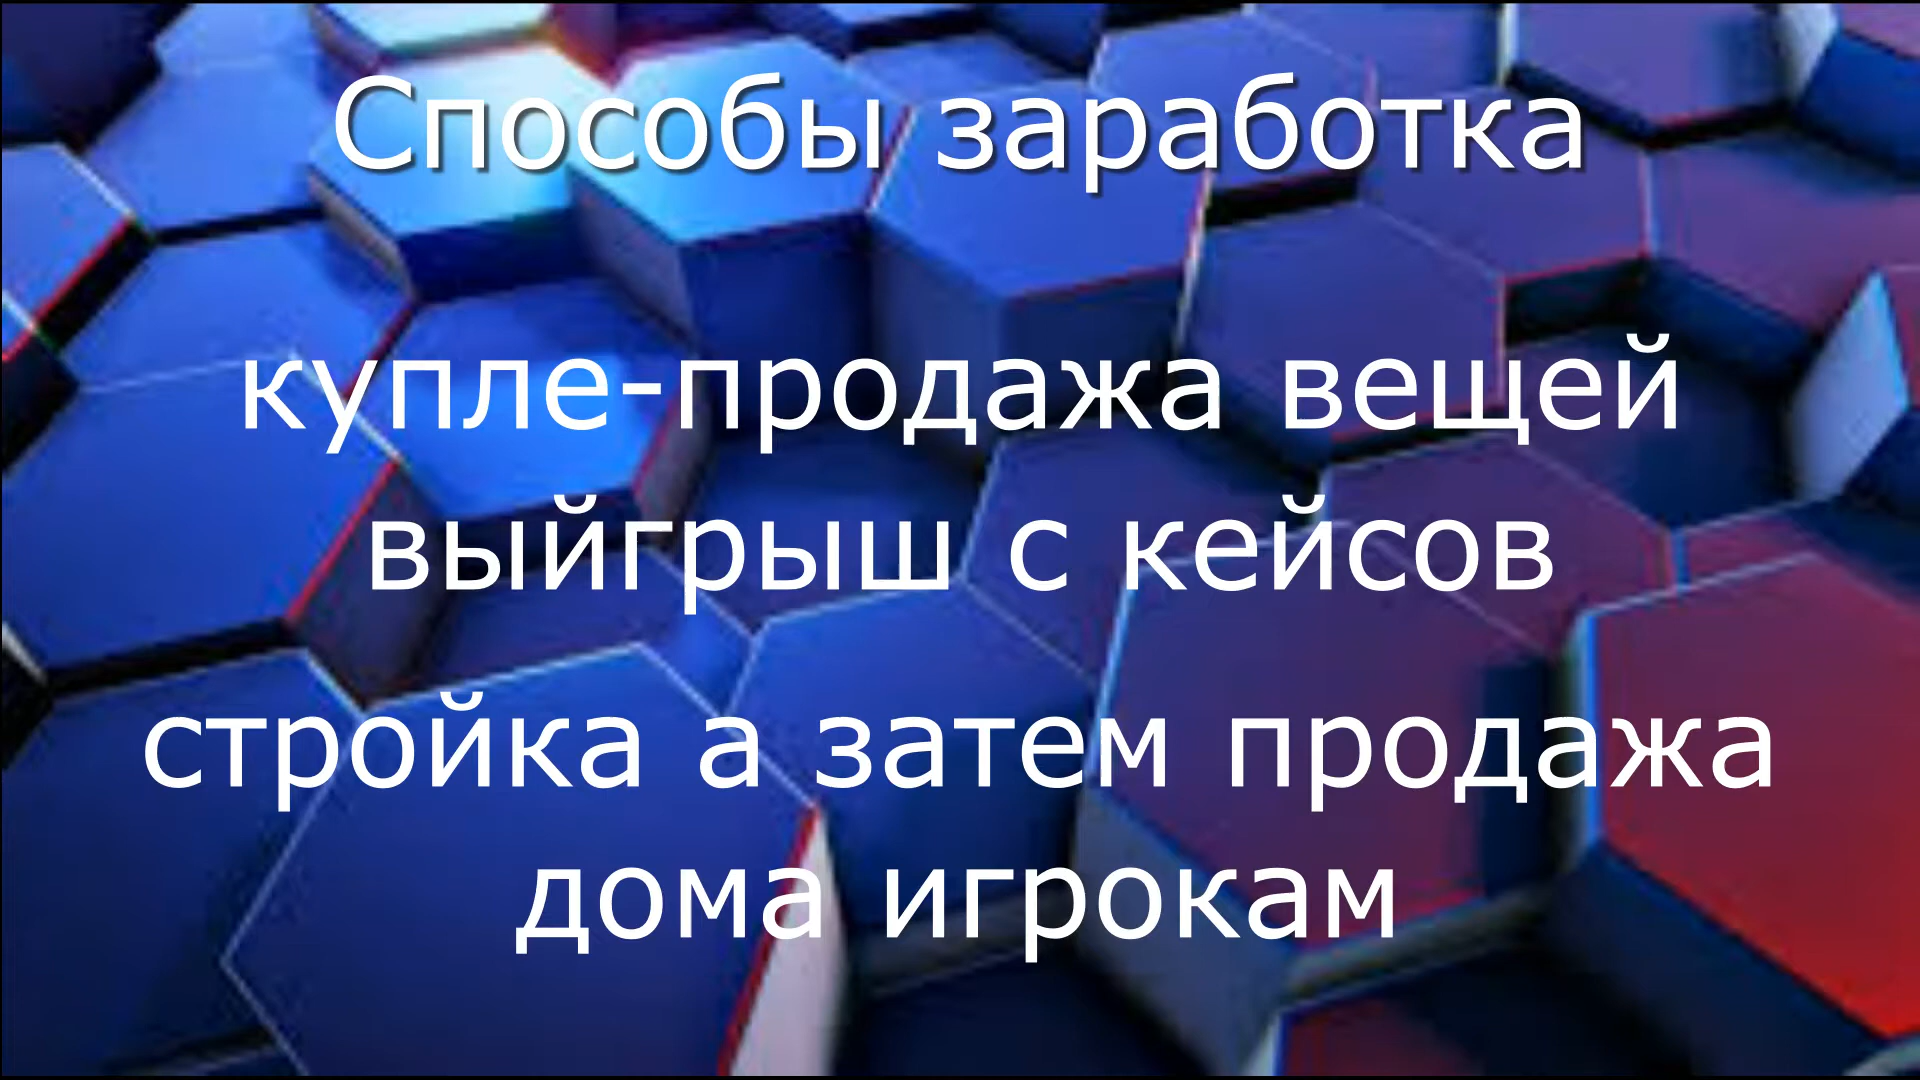 Способы заработка
купле-продажа вещей
выйгрыш с кейсов
стройка а затем продажа
дома игрокам